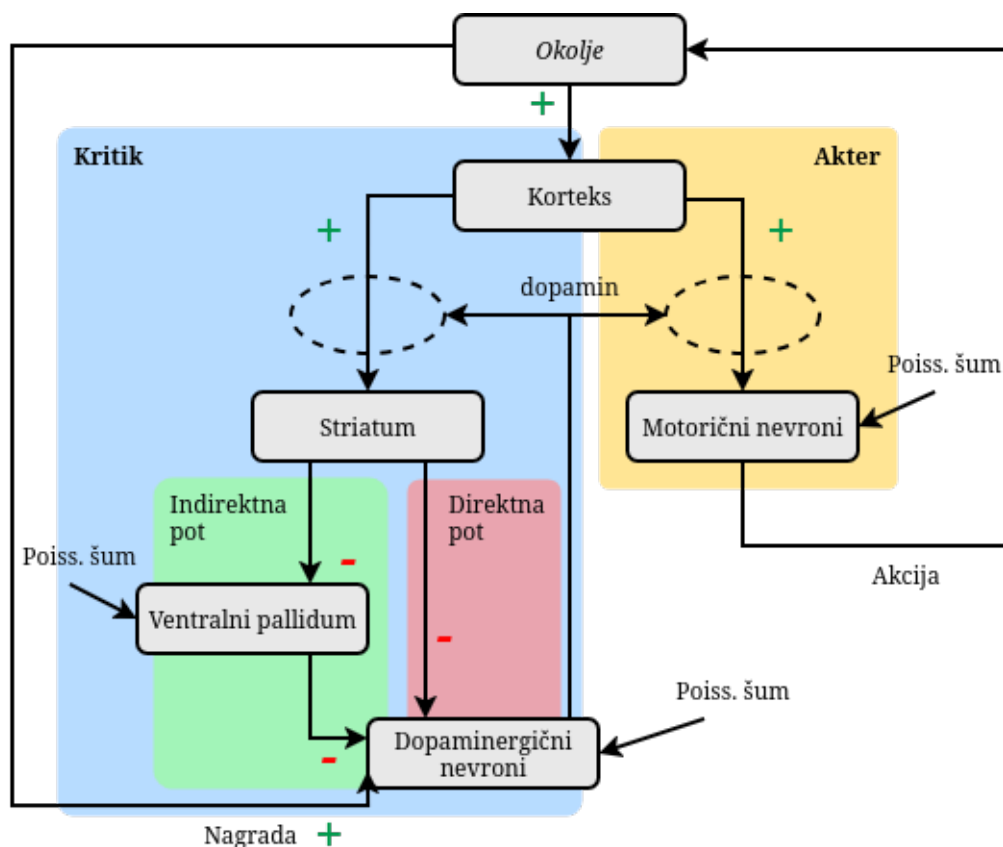 Okolje
+
Kritik
Akter
Korteks
+
+
dopamin
Poiss. šum
Striatum
Motorični nevroni
Indirektna
pot
Direktna
pot
Poiss. šum
-
Akcija
Ventralni pallidum
-
Poiss. šum
Dopaminergični
nevroni
-
Nagrada +